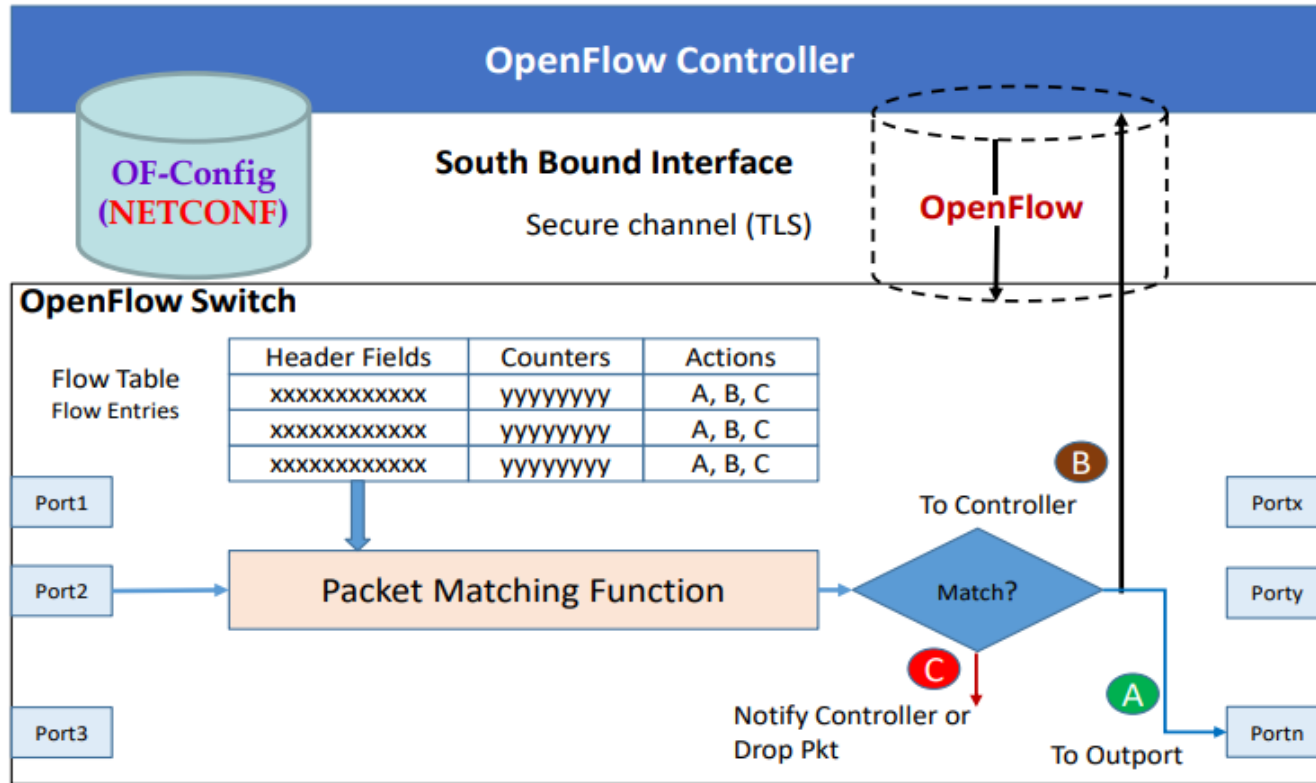 OpenFlow Controller
OF-Config
(NETCONF)
South Bound Interface
Secure channel (TLS)
OpenFlow
OpenFlow Switch
Flow Table
Flow Entries
Header Fields Counters Actions
xxxxxxxxxxxx yyyyyyyy A, B, C
xxxxxxxxxxxx yyyyyyyy A, B, C
xxxxxxxxxxxx yyyyyyyy A, B, C
B
Port1
To Controller
Portx
Port2
Packet Matching Function
Match?
Porty
C
A
Port3
Notify Controller or
Drop Pkt
To Outport
Portn